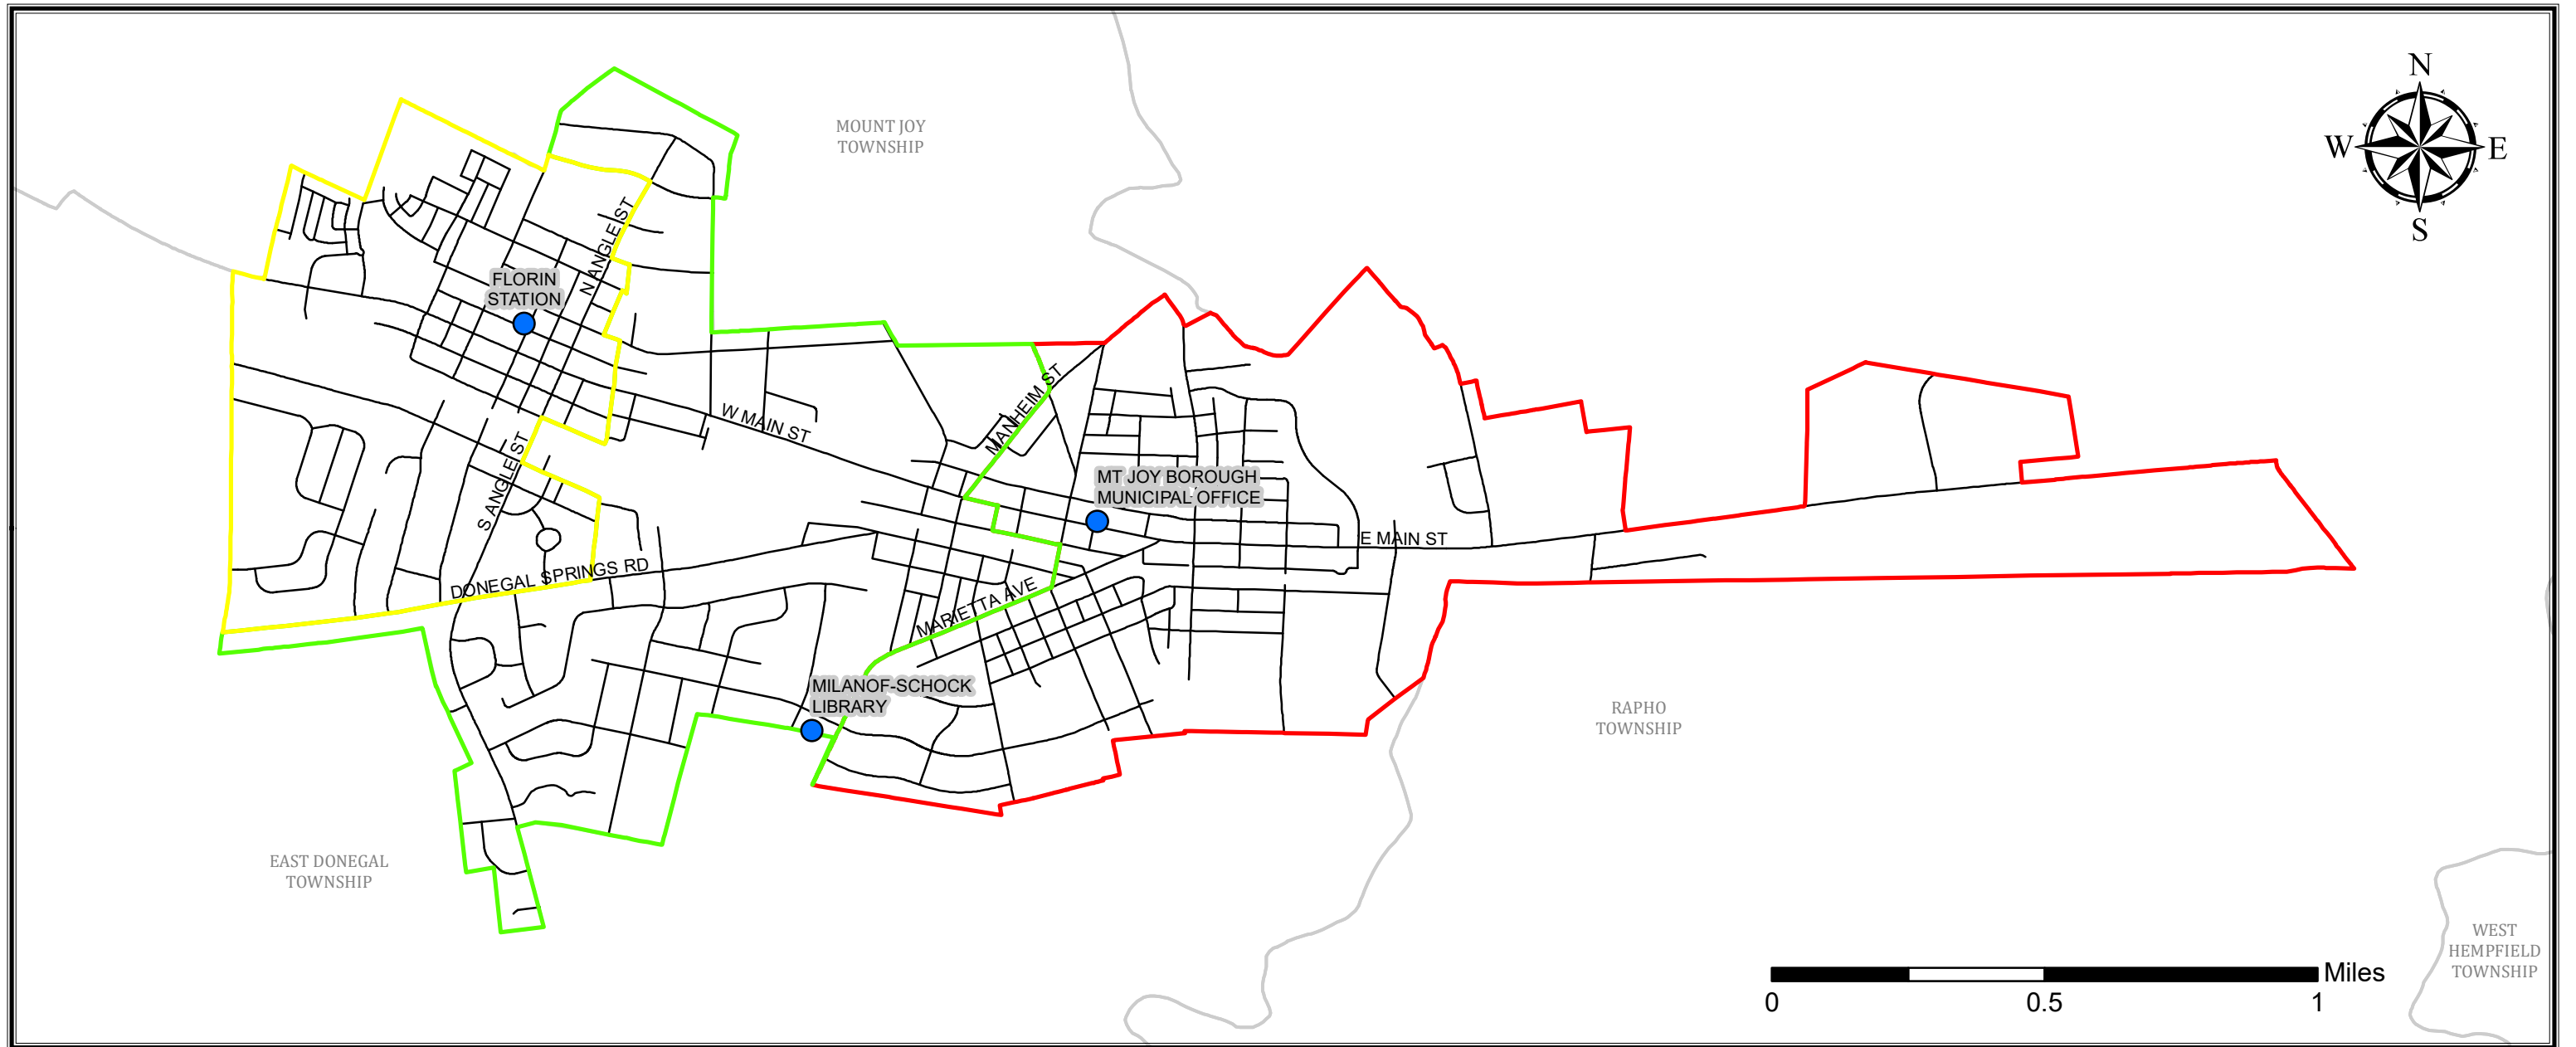 N
W
E
S
MOUNT JOY
TOWNSHIP
N ANGLE ST
FLORIN
STATION
MANHEIM ST
W MAIN ST
S ANGLE ST
MT JOY BOROUGH
MUNICIPAL OFFICE
E MAIN ST
DONEGAL SPRINGS RD
MARIETTA AVE
MILANOF-SCHOCK
LIBRARY
RAPHO
TOWNSHIP
EAST DONEGAL
TOWNSHIP
WEST
HEMPFIELD
TOWNSHIP
Miles
0
0.5
1